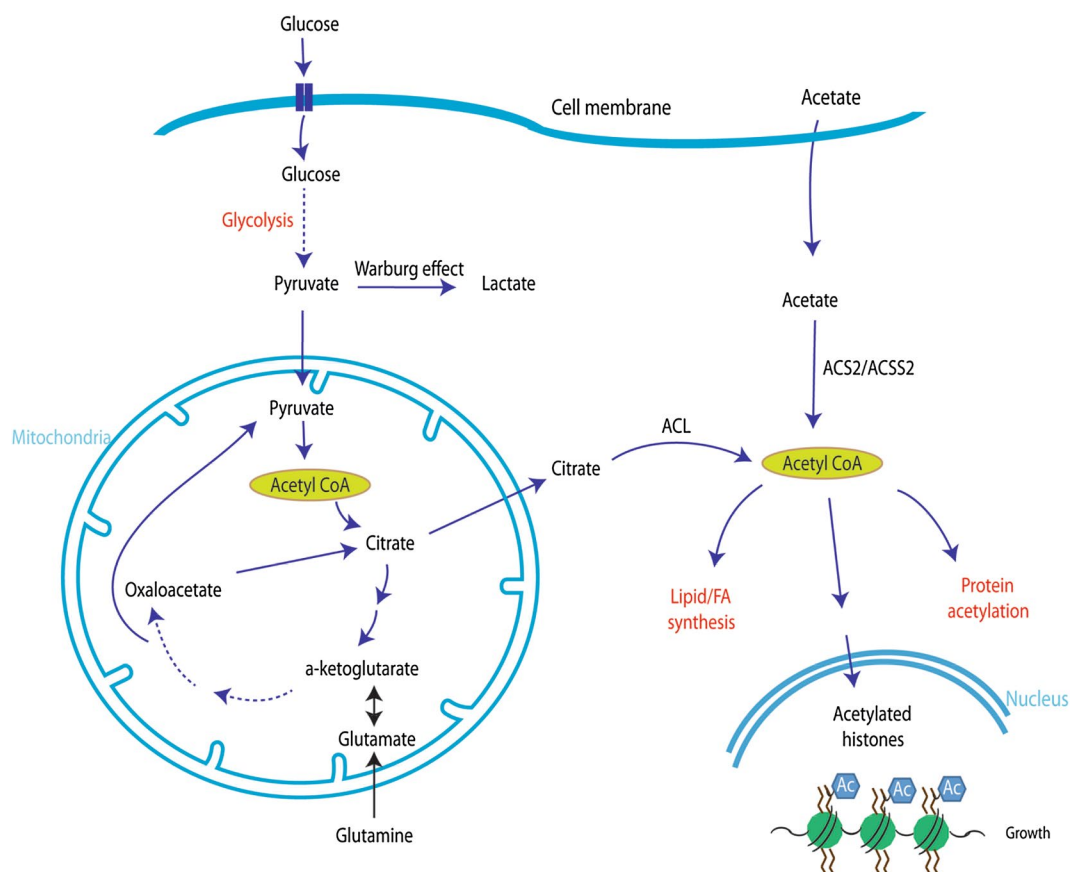 Glucose
Cell membrane
Acetate
Glucose
Glycolysis
Pyruvate
Warburg effect
Lactate
Acetate
ACS2/ACSS2
Mitochondria
Pyruvate
Acetyl CoA
Citrate
Oxaloacetate
a-ketoglutarate
Glutamate
Glutamine
Citrate
ACL
Acetyl CoA
Lipid/FA
synthesis
Protein
acetylation
Nucleus
Acetylated
histones
Ac
Ac
Ac
Growth